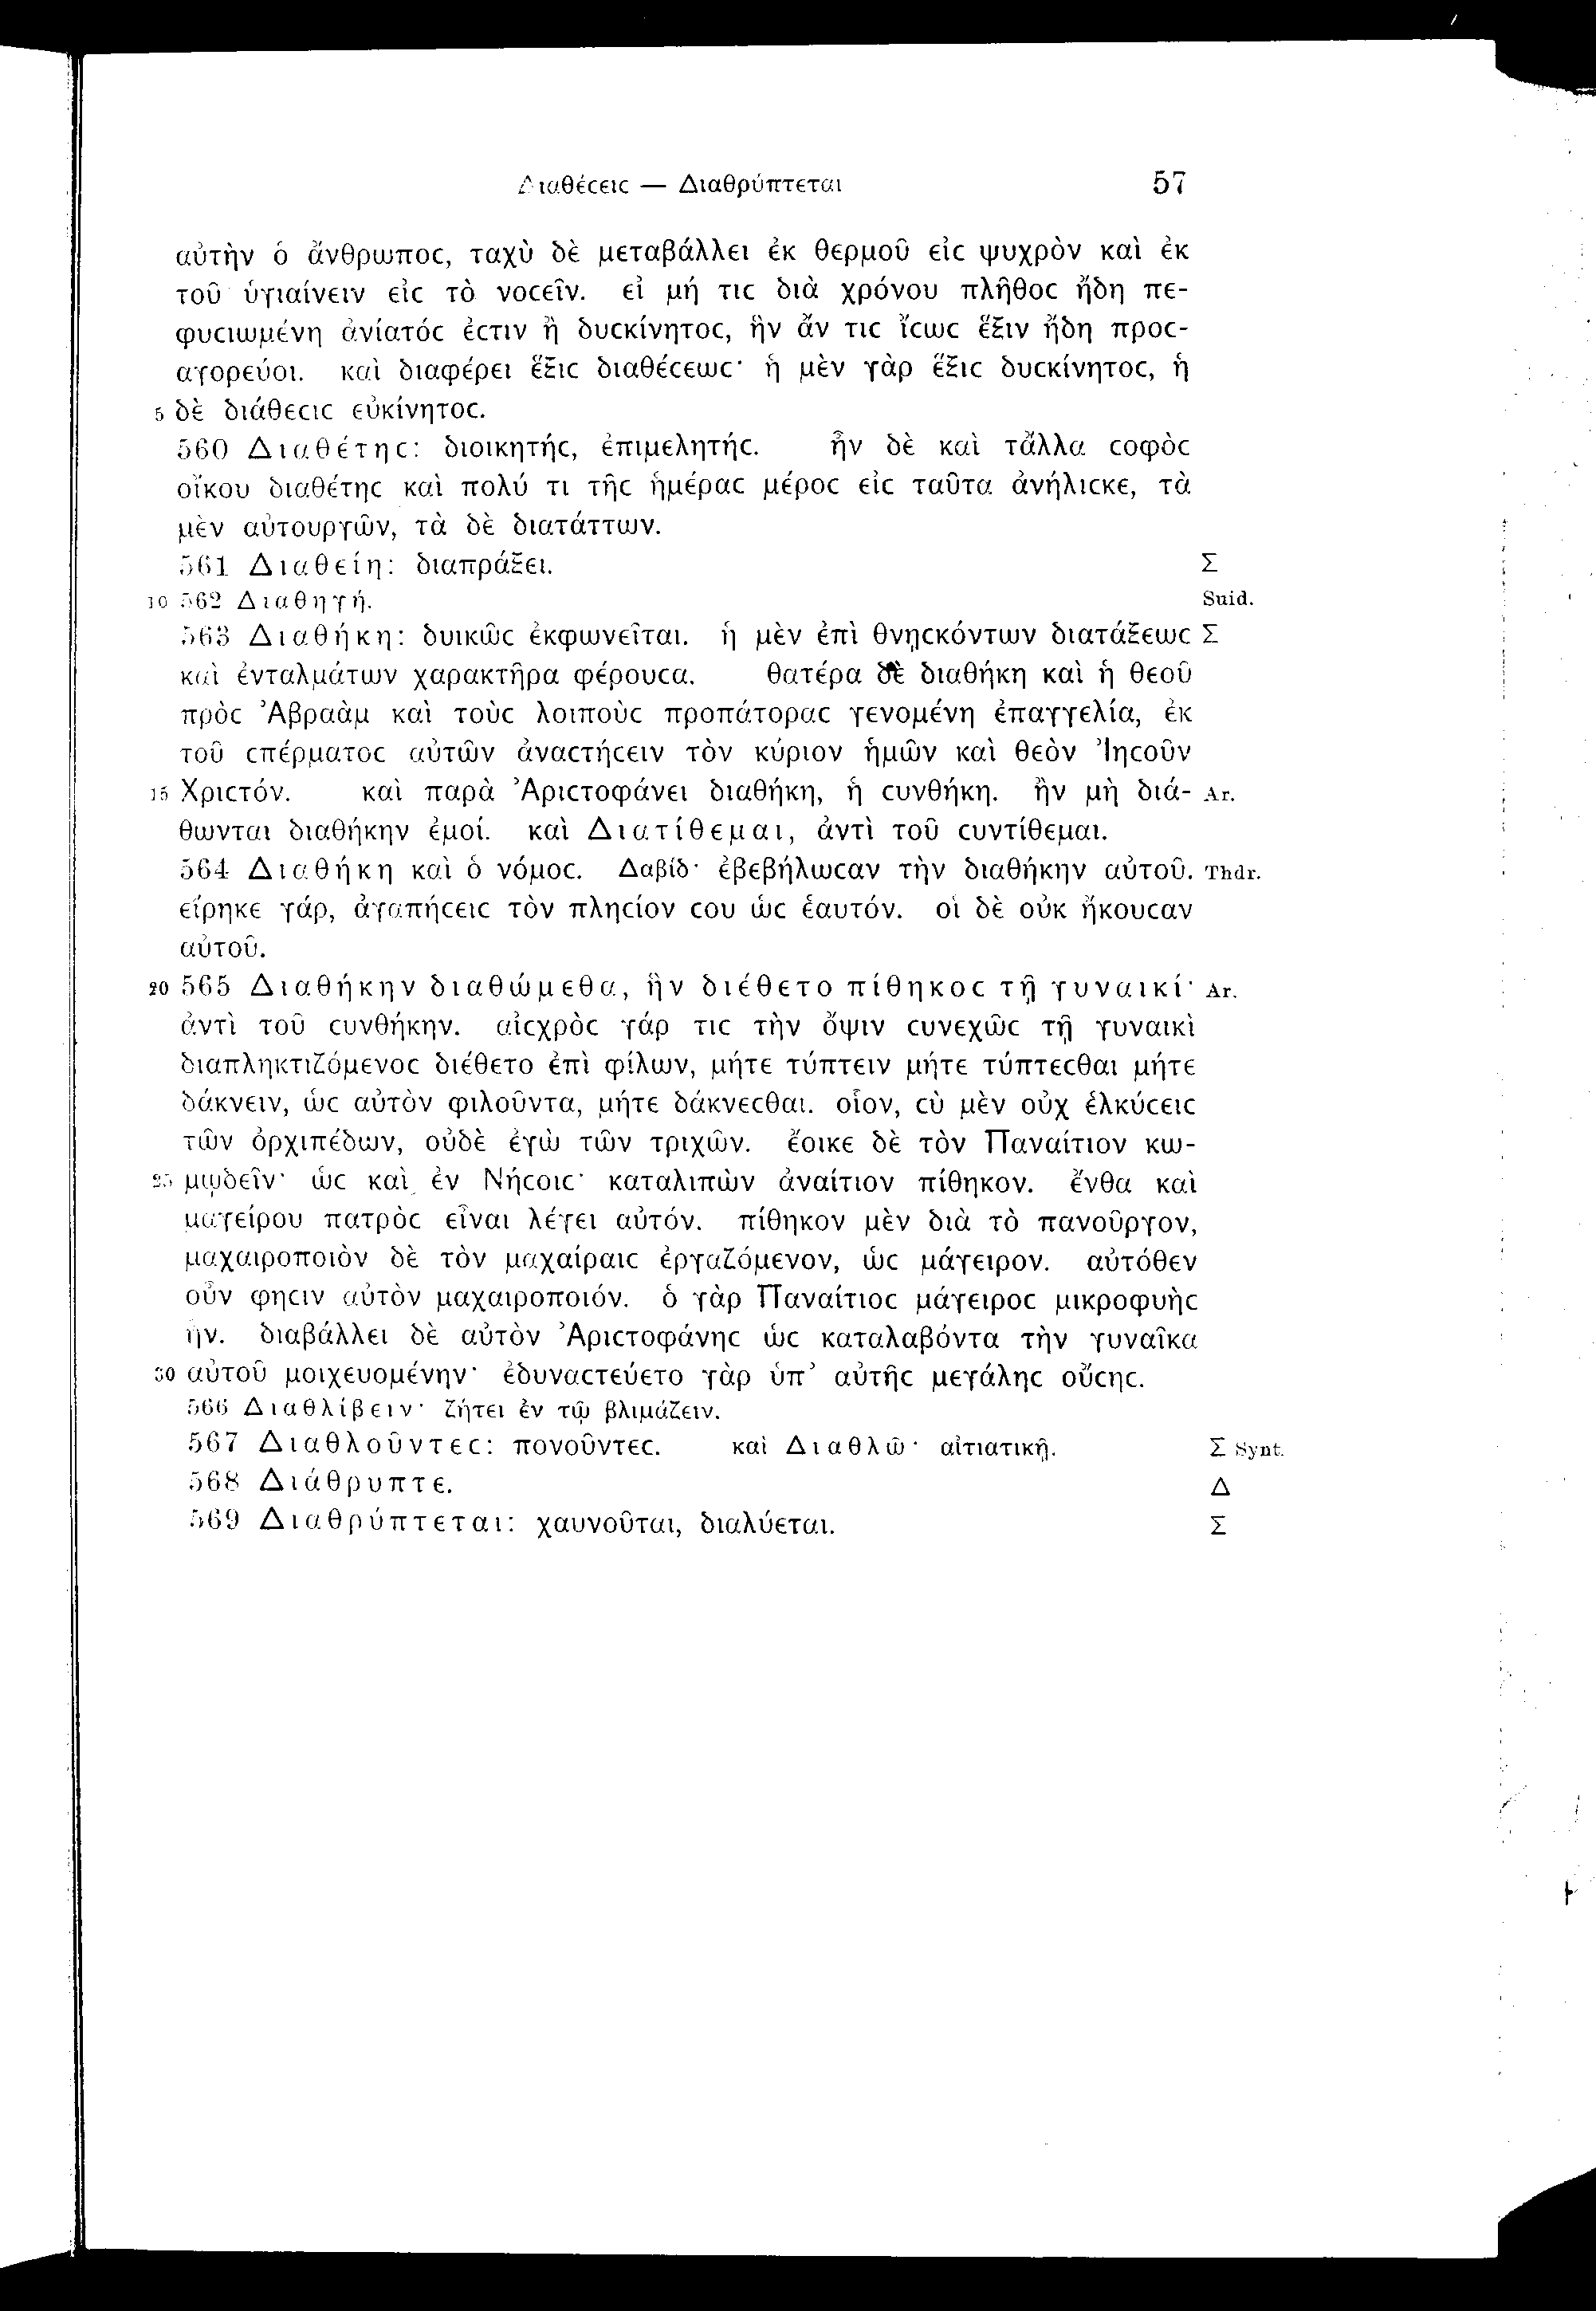 Διαθέϲειϲ — Διαθρύπτεται 57
αὐτὴν ὁ ἄνθρωποϲ, ταχὺ δὲ μεταβάλλει ἐκ θερμοῦ εἰϲ ψυχρὸν καὶ ἐκ
τοῦ ὑγιαίνειν εἰϲ τὸ νοϲεῖν. εἰ μή τιϲ διὰ χρόνου πλῆθοϲ ἤδη πε-
φυϲιωμένη ἀνίατόϲ ἐϲτιν ἢ δυϲκίνητοϲ, ἣν ἄν τιϲ ἴϲωϲ ἕξιν ἤδη προϲ-
αγορεύοι. καὶ διαφέρει ἕξιϲ διαθέϲεωϲ· ἡ μὲν γὰρ ἕξιϲ δυϲκίνητοϲ, ἡ
5 δὲ διάθεϲιϲ εὐκίνητοϲ.
560 Διαθέτηϲ: διοικητήϲ, ἐπιμελητήϲ. ἦν δὲ καὶ τἄλλα ϲοφὸϲ
οἴκου διαθέτηϲ καὶ πολύ τι τῆϲ ἡμέραϲ μέροϲ εἰϲ ταῦτα ἀνήλιϲκε, τὰ
μὲν αὐτουργῶν, τὰ δὲ διατάττων.
561 Διαθείη: διαπράξει. Σ
10 562 Διαθηγή. Suid.
563 Διαθήκη: δυικῶϲ ἐκφωνεῖται. ἡ μὲν ἐπὶ θνῃϲκόντων διατάξεωϲ Σ
καὶ ἐνταλμάτων χαρακτῆρα φέρουϲα. θατέρα δὲ διαθήκη καὶ ἡ θεοῦ
πρὸϲ Ἀβραὰμ καὶ τοὺϲ λοιποὺϲ προπάτοραϲ γενομένη ἐπαγγελία, ἐκ
τοῦ ϲπέρματοϲ αὐτῶν ἀναϲτήϲειν τὸν κύριον ἡμῶν καὶ θεὸν Ἰηϲοῦν
15 Χριϲτόν. καὶ παρὰ Ἀριϲτοφάνει διαθήκη, ἡ ϲυνθήκη. ἢν μὴ διά- Ar.
θωνται διαθήκην ἐμοί. καὶ Διατίθεμαι, ἀντὶ τοῦ ϲυντίθεμαι.
564 Διαθήκη καὶ ὁ νόμοϲ. Δαβίδ· ἐβεβήλωϲαν τὴν διαθήκην αὐτοῦ. Thdr.
εἴρηκε γάρ, ἀγαπήϲειϲ τὸν πληϲίον ϲου ὡϲ ἑαυτόν. οἱ δὲ οὐκ ἤκουϲαν
αὐτοῦ.
20 565 Διαθήκην διαθώμεθα, ἣν διέθετο πίθηκοϲ τῇ γυναικί· Ar.
ἀντὶ τοῦ ϲυνθήκην. αἰϲχρὸϲ γάρ τιϲ τὴν ὄψιν ϲυνεχῶϲ τῇ γυναικὶ
διαπληκτιζόμενοϲ διέθετο ἐπὶ φίλων, μήτε τύπτειν μήτε τύπτεϲθαι μήτε
δάκνειν, ὡϲ αὐτὸν φιλοῦντα, μήτε δάκνεϲθαι. οἷον, ϲὺ μὲν οὐχ ἑλκύϲειϲ
τῶν ὀρχιπέδων, οὐδὲ ἐγὼ τῶν τριχῶν. ἔοικε δὲ τὸν Παναίτιον κω-
25 μῳδεῖν· ὡϲ καὶ ἐν Νήϲοιϲ· καταλιπὼν ἀναίτιον πίθηκον. ἔνθα καὶ
μαγείρου πατρὸϲ εἶναι λέγει αὐτόν. πίθηκον μὲν διὰ τὸ πανοῦργον,
μαχαιροποιὸν δὲ τὸν μαχαίραιϲ ἐργαζόμενον, ὡϲ μάγειρον. αὐτόθεν
οὖν φηϲιν αὐτὸν μαχαιροποιόν. ὁ γὰρ Παναίτιοϲ μάγειροϲ μικροφυὴϲ
ἦν. διαβάλλει δὲ αὐτὸν Ἀριϲτοφάνηϲ ὡϲ καταλαβόντα τὴν γυναῖκα
30 αὐτοῦ μοιχευομένην· ἐδυναϲτεύετο γὰρ ὑπ’ αὐτῆϲ μεγάληϲ οὔϲηϲ.
566 Διαθλίβειν· ζήτει ἐν τῷ βλιμάζειν.
567 Διαθλοῦντεϲ: πονοῦντεϲ. καὶ Διαθλῶ· αἰτιατικῇ. Σ Synt.
568 Διάθρυπτε. Δ
569 Διαθρύπτεται: χαυνοῦται, διαλύεται. Σ